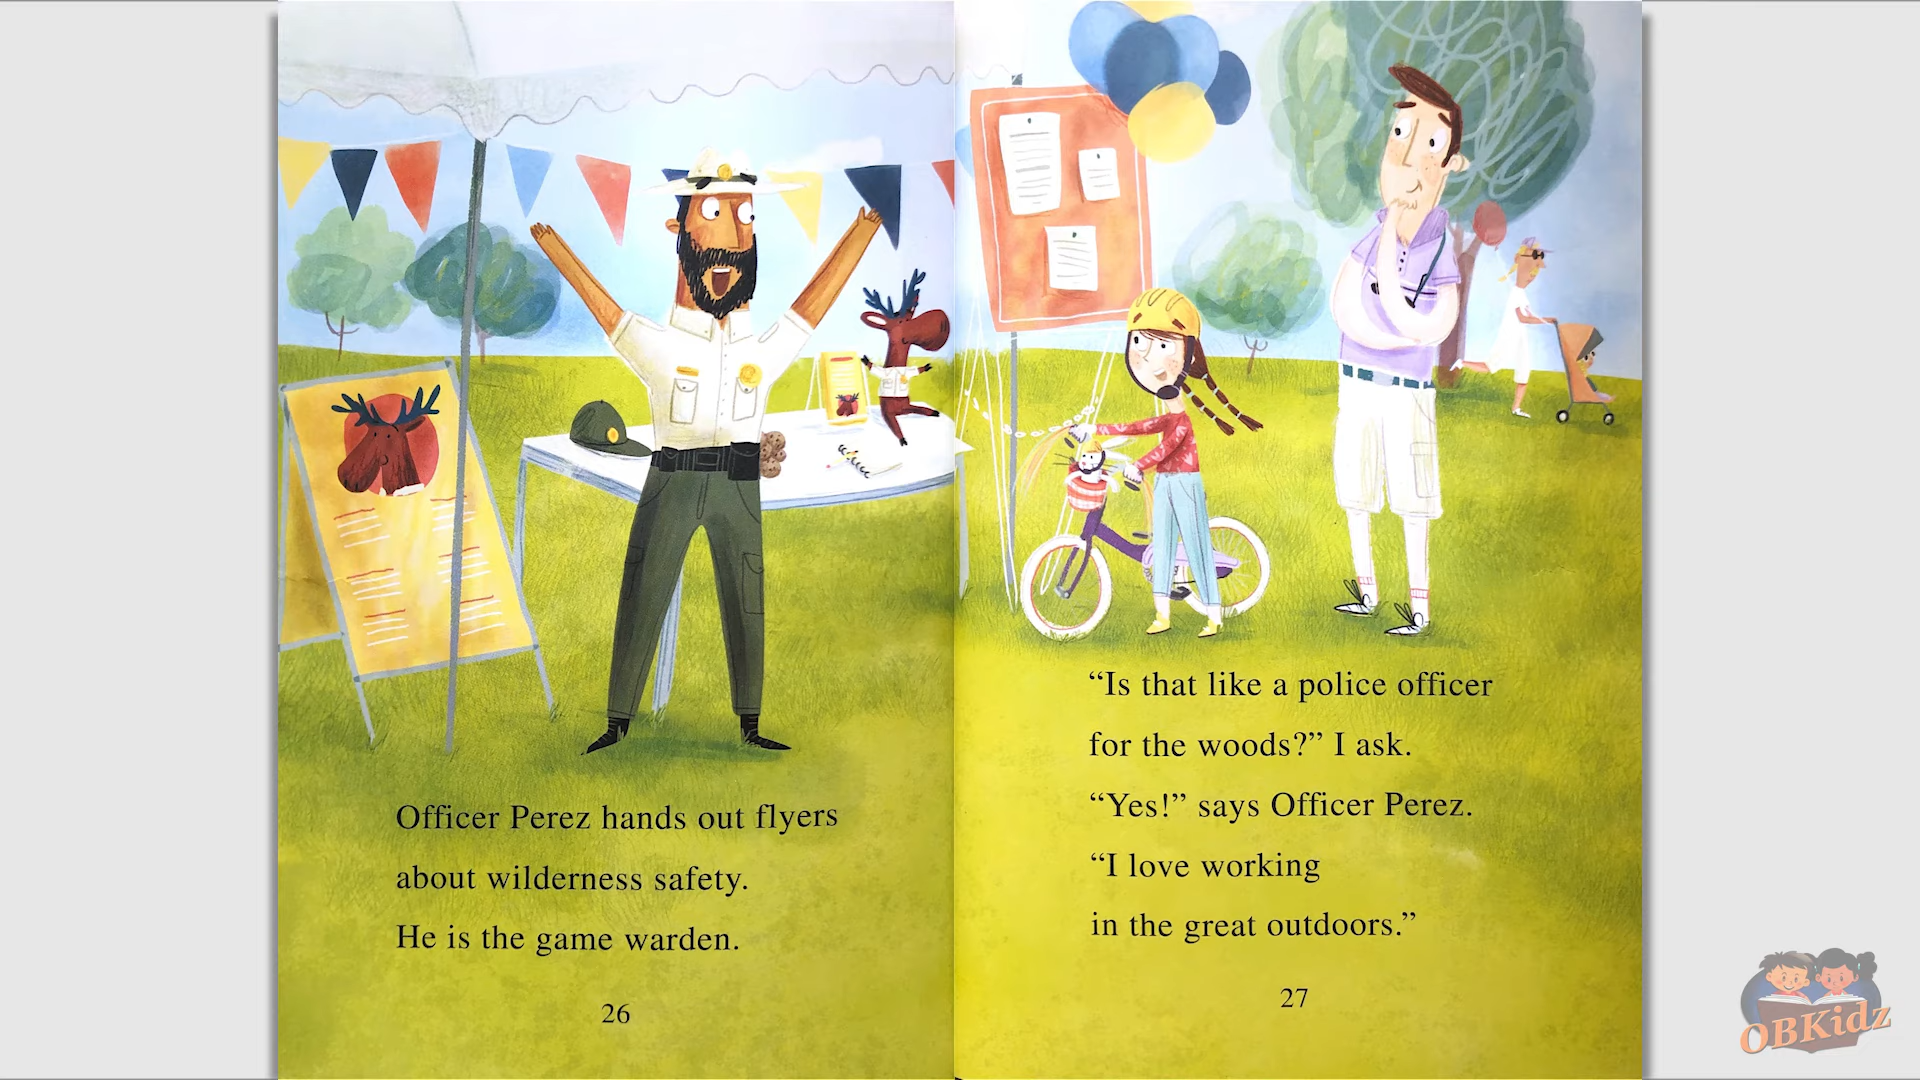 Officer Perez hands out flyers
about wilderness safety.
He is the game warden.
26
“Is that like a police officer
for the woods?” I ask.
“Yes!” says Officer Perez.
“I love working
in the great outdoors.”
27
OBKidz